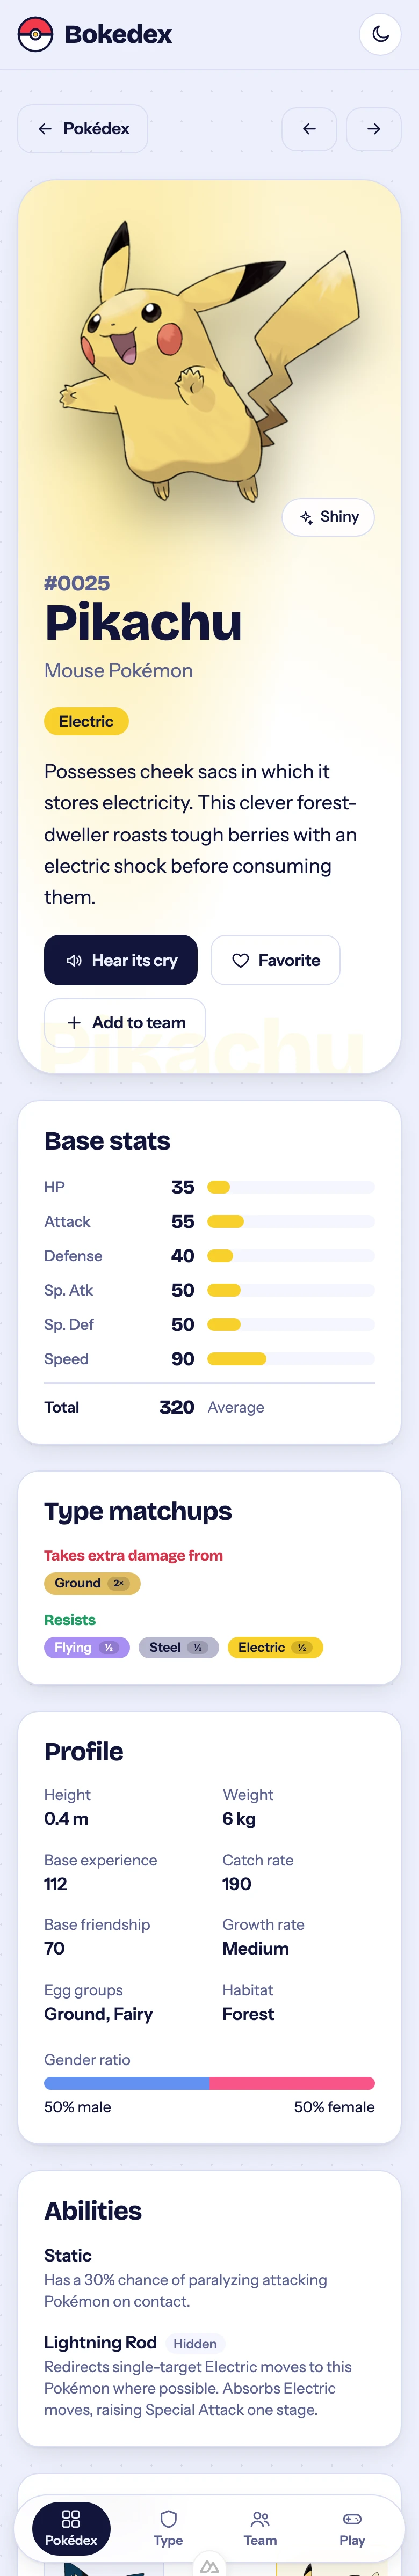 Bokedex
Pokédex
Shiny
#0025
Pikachu
Mouse Pokémon
Electric
Possesses cheek sacs in which it
stores electricity. This clever forest-
dweller roasts tough berries with an
electric shock before consuming
them.
Hear its cry
Favorite
Add to team
Pikachu
Base stats
HP 35
Attack 55
Defense 40
Sp. Atk 50
Sp. Def 50
Speed 90
Total 320 Average
Type matchups
Takes extra damage from
Ground 2×
Resists
Flying ½ Steel ½ Electric ½
Profile
Height Weight
0.4 m 6 kg
Base experience Catch rate
112 190
Base friendship Growth rate
70 Medium
Egg groups Habitat
Ground, Fairy Forest
Gender ratio
50% male 50% female
Abilities
Static
Has a 30% chance of paralyzing attacking
Pokémon on contact.
Lightning Rod Hidden
Redirects single-target Electric moves to this
Pokémon where possible. Absorbs Electric
moves, raising Special Attack one stage.
Pokédex Type Team Play